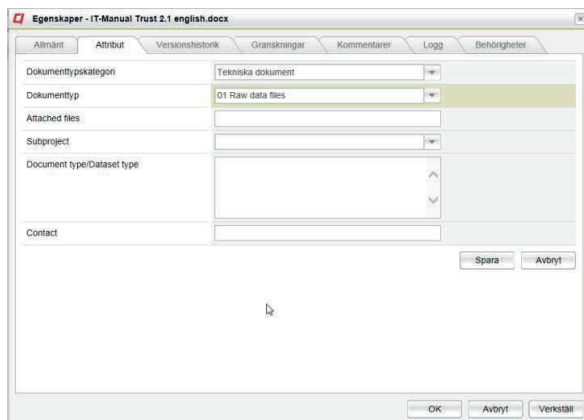 Egenskaper - IT-Manual Trust 2.1 english.docx
Allmänt Attribut Versionshistorik Granskningar Kommentarer Logg Behörigheter
Dokumenttypskategori Tekniska dokument
Dokumenttyp 01 Raw data files
Attached files
Subproject
Document type/Dataset type
Contact
Spara Avbryt
OK Avbryt Verkställ